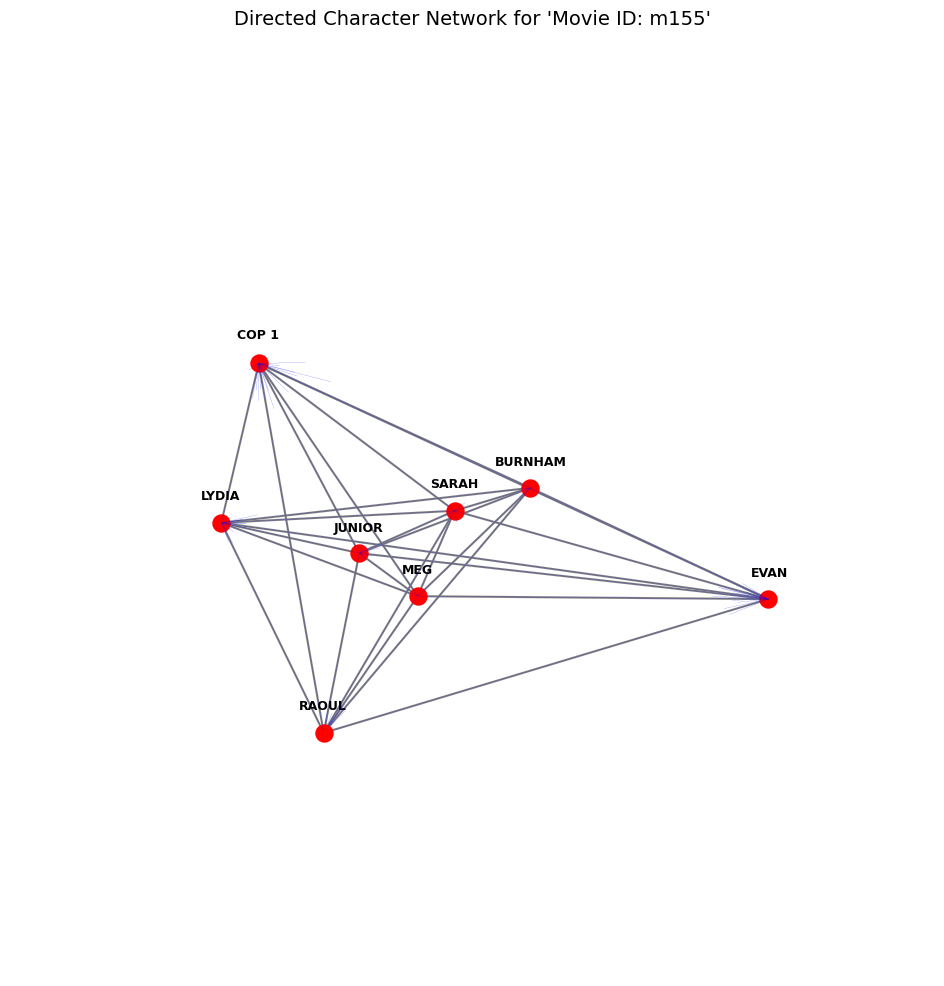 Directed Character Network for 'Movie ID: m155'
COP 1
BURNHAM
SARAH
LYDIA
JUNIOR
MEG
EVAN
RAOUL